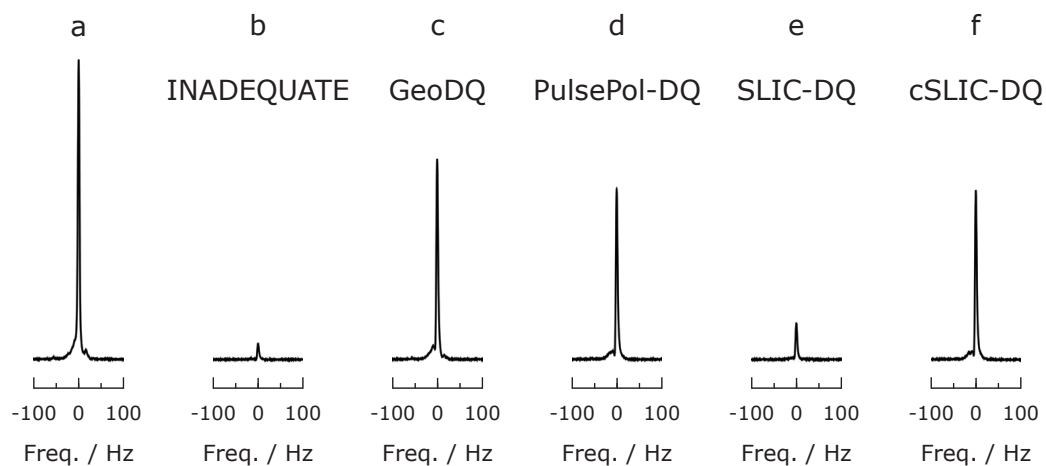 a b c d e f
INADEQUATE GeoDQ PulsePol-DQ SLIC-DQ cSLIC-DQ
-100 0 100 -100 0 100 -100 0 100 -100 0 100 -100 0 100 -100 0 100
Freq. / Hz Freq. / Hz Freq. / Hz Freq. / Hz Freq. / Hz Freq. / Hz